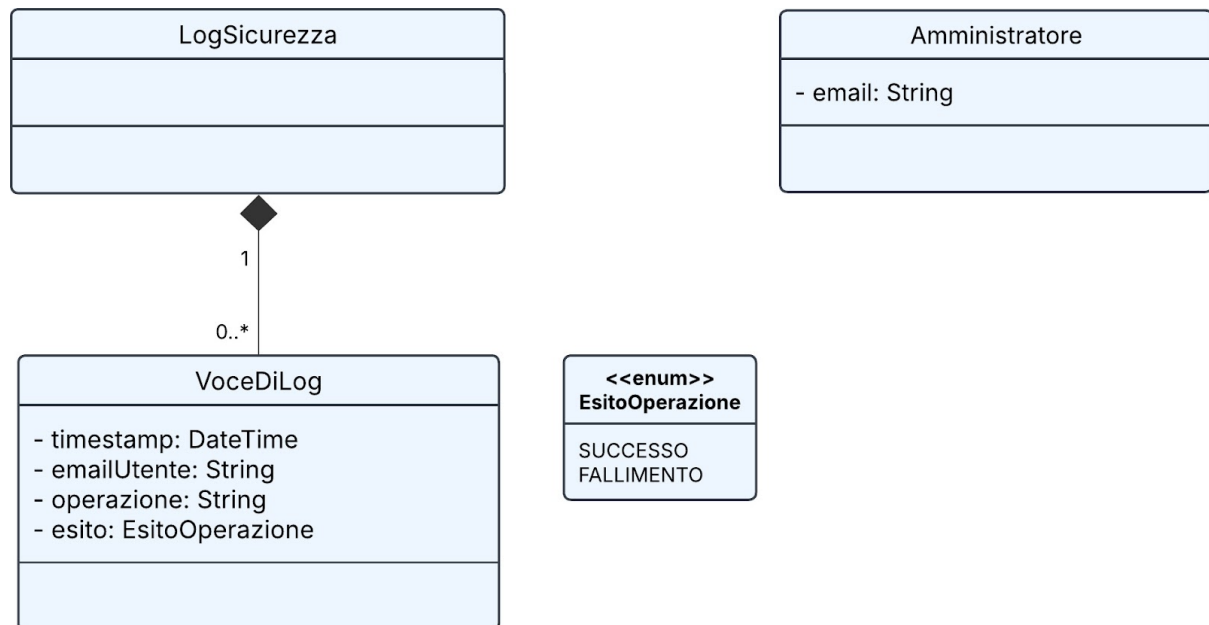 LogSicurezza
Amministratore
- email: String
1
0..*
VoceDiLog
- timestamp: DateTime
- emailUtente: String
- operazione: String
- esito: EsitoOperazione
<<enum>>
EsitoOperazione
SUCCESSO
FALLIMENTO